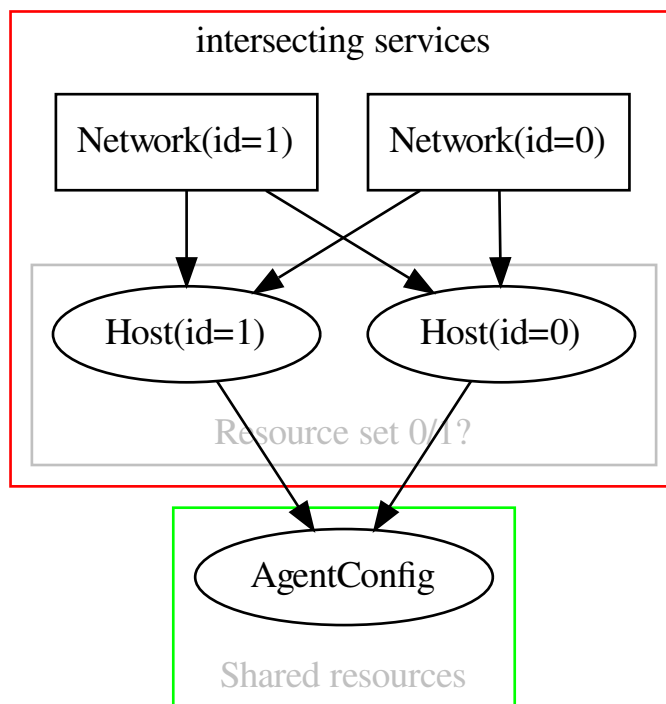 intersecting services
Network(id=1)
Network(id=0)
Host(id=1)
Host(id=0)
Resource set 0/1?
AgentConfig
Shared resources